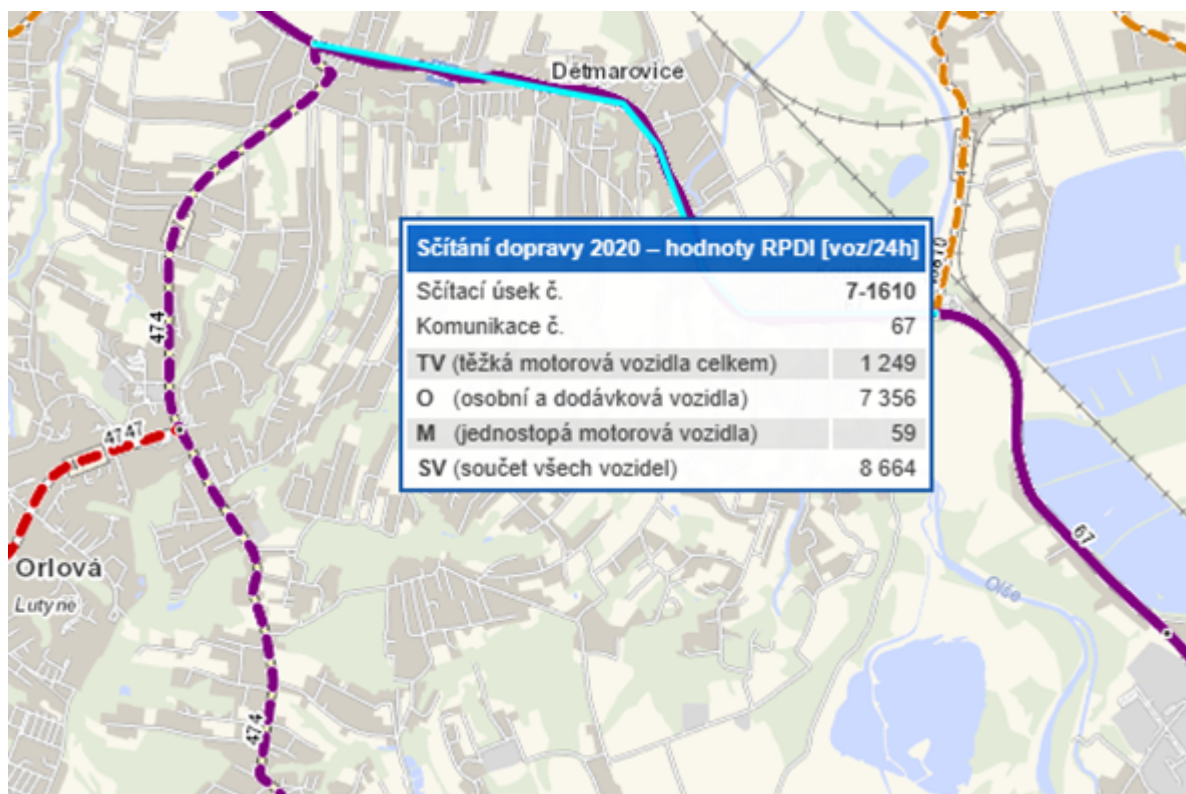 Dětmarovice
Sčítání dopravy 2020 – hodnoty RPDI [voz/24h]
Sčítací úsek č. 7-1610
Komunikace č. 67
TV (těžká motorová vozidla celkem) 1 249
O (osobní a dodávková vozidla) 7 356
M (jednostopá motorová vozidla) 59
SV (součet všech vozidel) 8 664
474
4747
67
Orlová
Lutyně
Olše
474